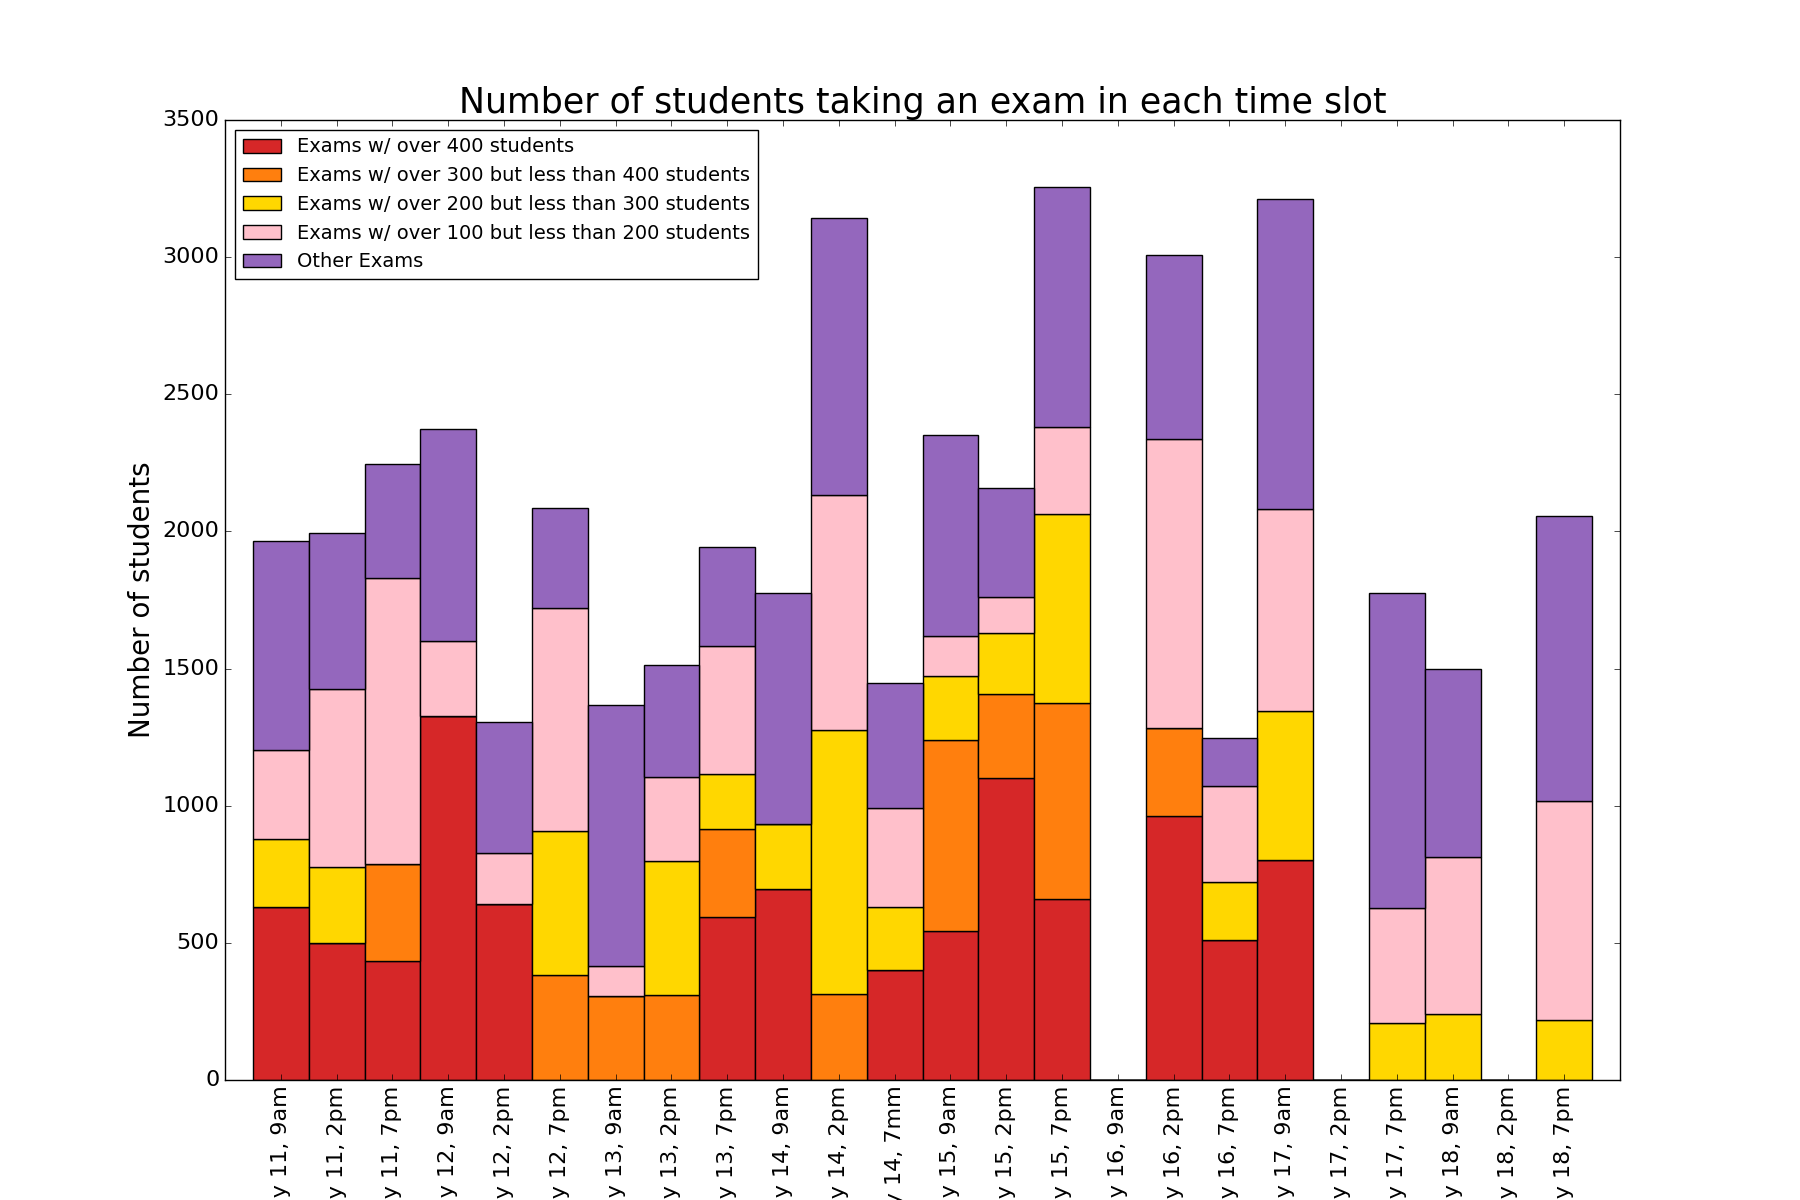 Number of students taking an exam in each time slot
Exams w/ over 400 students
Exams w/ over 300 but less than 400 students
Exams w/ over 200 but less than 300 students
Exams w/ over 100 but less than 200 students
Other Exams
Number of students
3500
3000
2500
2000
1500
1000
500
0
y 11, 9am
y 11, 2pm
y 11, 7pm
y 12, 9am
y 12, 2pm
y 12, 7pm
y 13, 9am
y 13, 2pm
y 13, 7pm
y 14, 9am
y 14, 2pm
y 14, 7mm
y 15, 9am
y 15, 2pm
y 15, 7pm
y 16, 9am
y 16, 2pm
y 16, 7pm
y 17, 9am
y 17, 2pm
y 17, 7pm
y 18, 9am
y 18, 2pm
y 18, 7pm